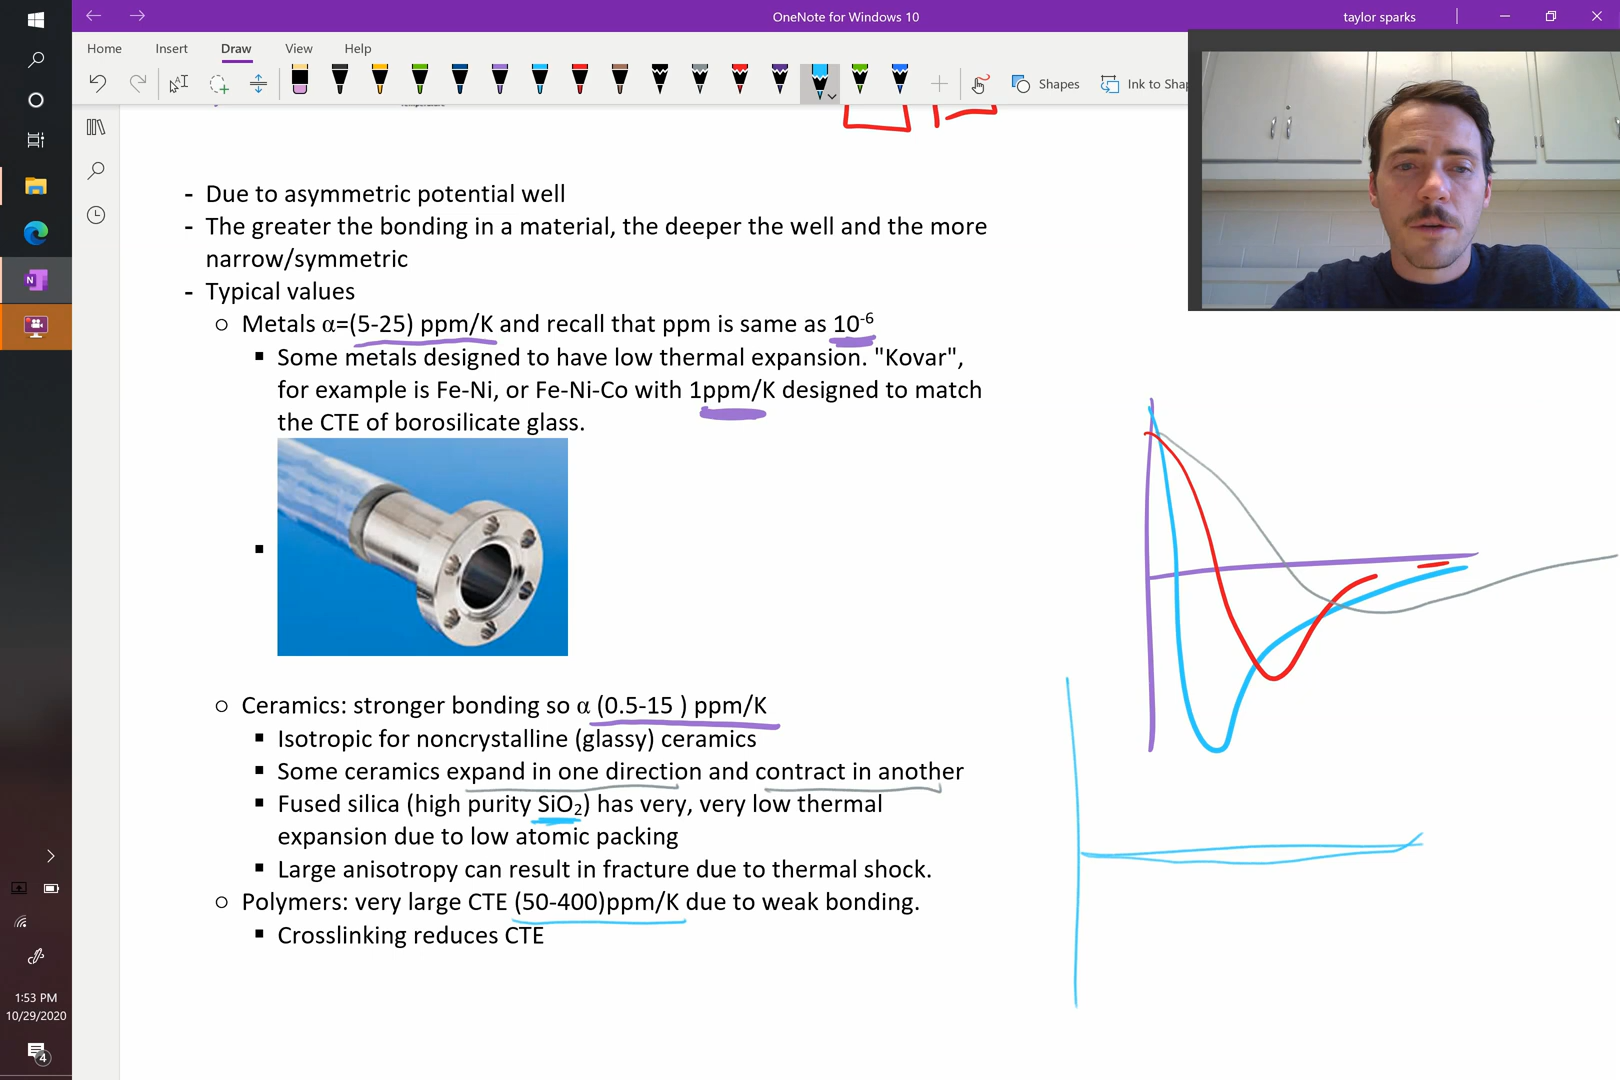 OneNote for Windows 10
taylor sparks
Home Insert Draw View Help
Shapes
Ink to Shap
- Due to asymmetric potential well
- The greater the bonding in a material, the deeper the well and the more
narrow/symmetric
- Typical values
○ Metals α=(5-25) ppm/K and recall that ppm is same as 10⁻⁶
▪ Some metals designed to have low thermal expansion. "Kovar",
for example is Fe-Ni, or Fe-Ni-Co with 1ppm/K designed to match
the CTE of borosilicate glass.
○ Ceramics: stronger bonding so α (0.5-15 ) ppm/K
▪ Isotropic for noncrystalline (glassy) ceramics
▪ Some ceramics expand in one direction and contract in another
▪ Fused silica (high purity SiO₂) has very, very low thermal
expansion due to low atomic packing
▪ Large anisotropy can result in fracture due to thermal shock.
○ Polymers: very large CTE (50-400)ppm/K due to weak bonding.
▪ Crosslinking reduces CTE
1:53 PM
10/29/2020
4